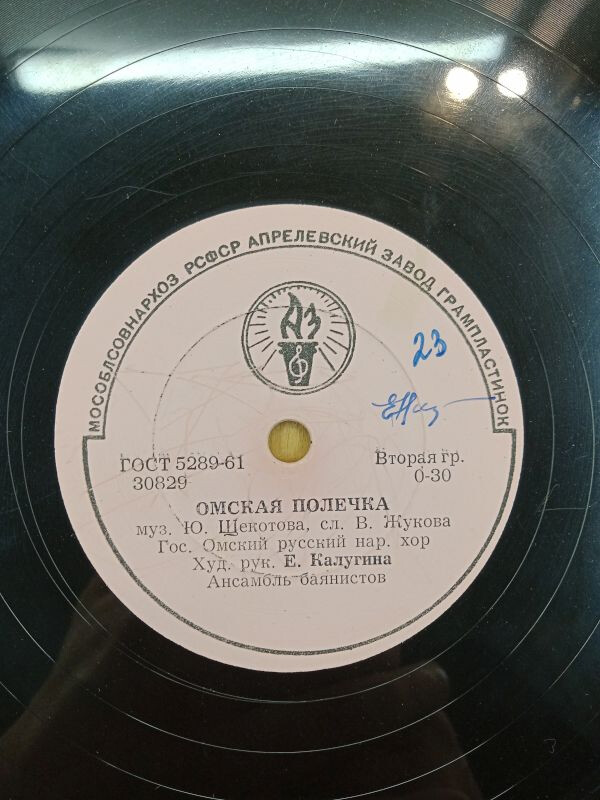 МОСОБЛСОВНАРХОЗ РСФСР АПРЕЛЕВСКИЙ ЗАВОД ГРАМПЛАСТИНОК
АЗ
23
ГОСТ 5289-61
30829
Вторая гр.
0-30
ОМСКАЯ ПОЛЕЧКА
муз. Ю. Щекотова, сл. В. Жукова
Гос. Омский русский нар. хор
Худ. рук. Е. Калугина
Ансамбль баянистов
3